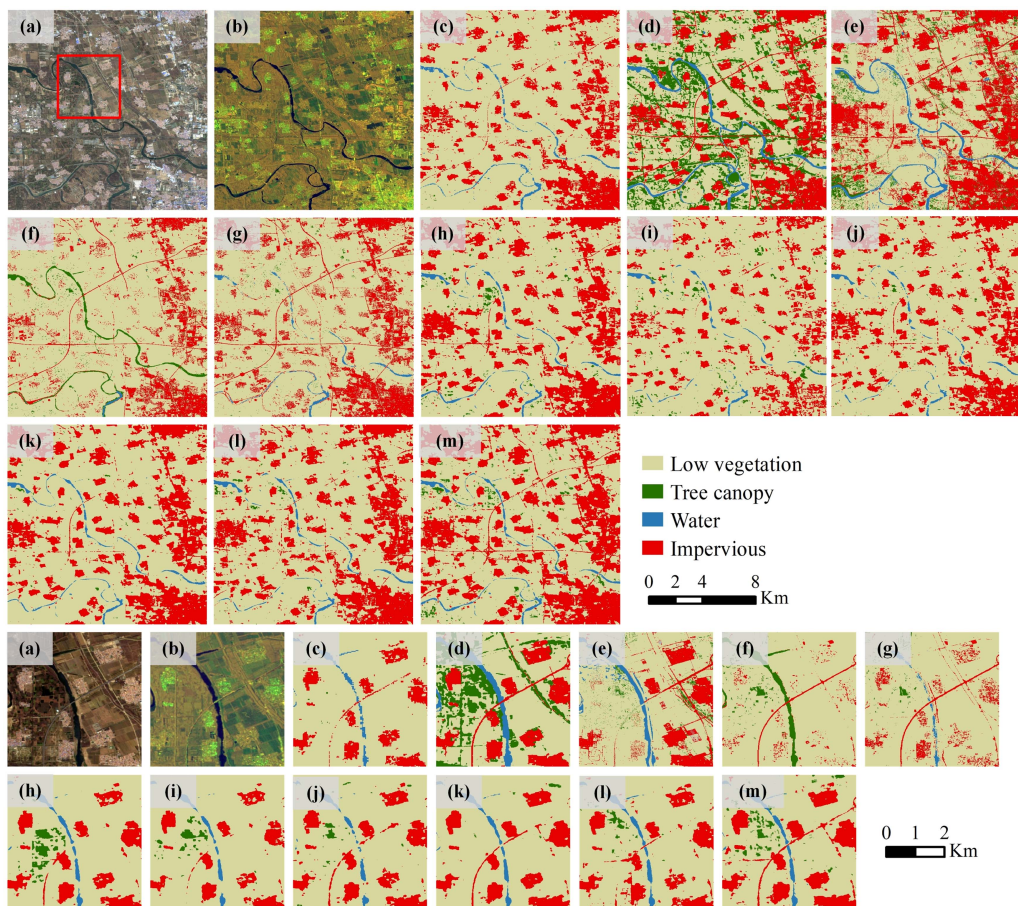 (a) (b) (c) (d) (e)
(f) (g) (h) (i) (j)
(k) (l) (m)
Low vegetation
Tree canopy
Water
Impervious
0 2 4 8
Km
(a) (b) (c) (d) (e) (f) (g)
(h) (i) (j) (k) (l) (m)
0 1 2
Km